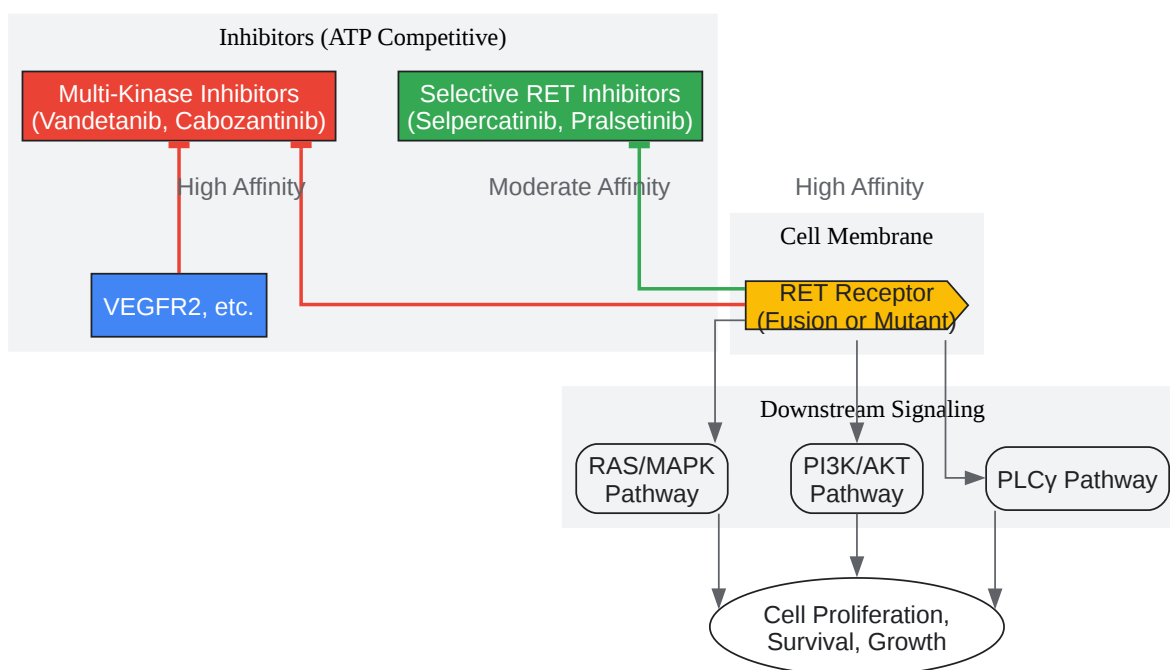 Inhibitors (ATP Competitive)
Multi-Kinase Inhibitors
(Vandetanib, Cabozantinib)
Selective RET Inhibitors
(Selpercatinib, Pralsetinib)
High Affinity
Moderate Affinity
High Affinity
Cell Membrane
VEGFR2, etc.
RET Receptor
(Fusion or Mutant)
Downstream Signaling
RAS/MAPK
Pathway
PI3K/AKT
Pathway
PLCγ Pathway
Cell Proliferation,
Survival, Growth